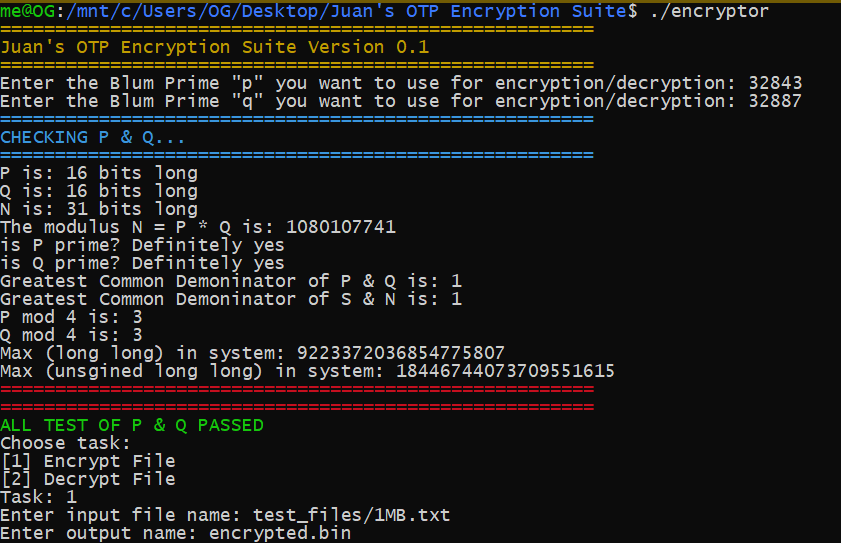 me@OG:/mnt/c/Users/OG/Desktop/Juan's OTP Encryption Suite$ ./encryptor
======================================================
Juan's OTP Encryption Suite Version 0.1
======================================================
Enter the Blum Prime "p" you want to use for encryption/decryption: 32843
Enter the Blum Prime "q" you want to use for encryption/decryption: 32887
======================================================
CHECKING P & Q...
======================================================
P is: 16 bits long
Q is: 16 bits long
N is: 31 bits long
The modulus N = P * Q is: 1080107741
is P prime? Definitely yes
is Q prime? Definitely yes
Greatest Common Demoninator of P & Q is: 1
Greatest Common Demoninator of S & N is: 1
P mod 4 is: 3
Q mod 4 is: 3
Max (long long) in system: 9223372036854775807
Max (unsgined long long) in system: 18446744073709551615
======================================================
======================================================
ALL TEST OF P & Q PASSED
Choose task:
[1] Encrypt File
[2] Decrypt File
Task: 1
Enter input file name: test_files/1MB.txt
Enter output name: encrypted.bin